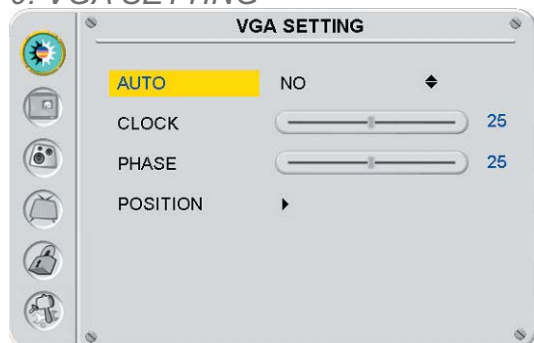 VGA SETTING
AUTO NO
CLOCK 25
PHASE 25
POSITION